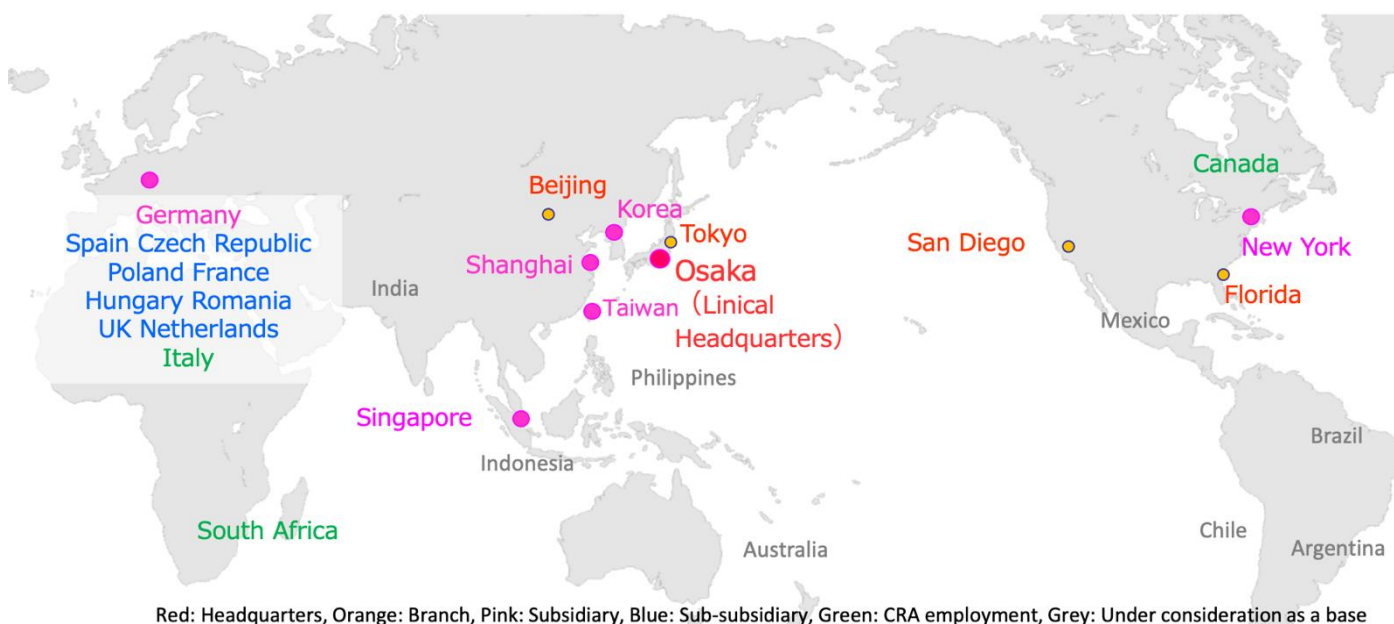 Canada
Beijing
Korea
Germany
Tokyo
Spain Czech Republic
San Diego
New York
Shanghai
Osaka
Poland France
India
Hungary Romania
Taiwan
（Linical
Florida
UK Netherlands
Mexico
Headquarters）
Italy
Philippines
Singapore
Brazil
Indonesia
South Africa
Chile
Australia
Argentina
Red: Headquarters, Orange: Branch, Pink: Subsidiary, Blue: Sub-subsidiary, Green: CRA employment, Grey: Under consideration as a base